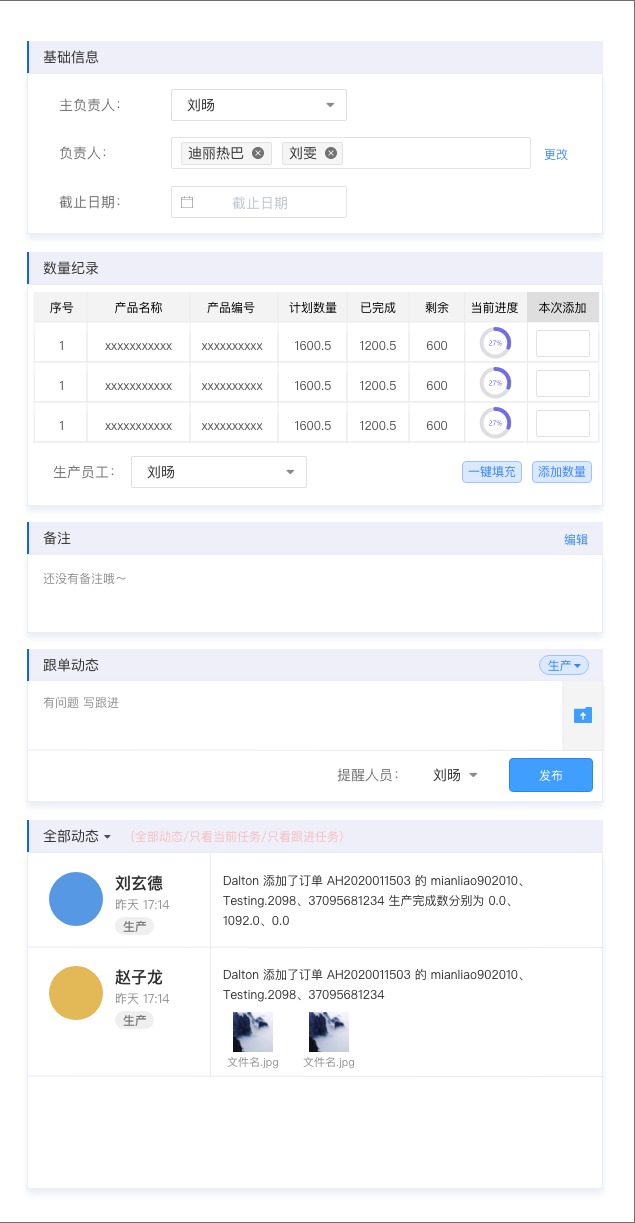 基础信息
主负责人： 刘旸
负责人： 迪丽热巴 刘雯 更改
截止日期： 截止日期
数量纪录
序号 产品名称 产品编号 计划数量 已完成 剩余 当前进度 本次添加
1 xxxxxxxxxxx xxxxxxxxxx 1600.5 1200.5 600 27%
1 xxxxxxxxxxx xxxxxxxxxx 1600.5 1200.5 600 27%
1 xxxxxxxxxxx xxxxxxxxxx 1600.5 1200.5 600 27%
生产员工： 刘旸 一键填充 添加数量
备注 编辑
还没有备注哦～
跟单动态 生产
有问题 写跟进
提醒人员： 刘旸 发布
全部动态 （全部动态/只看当前任务/只看跟进任务）
刘玄德
昨天 17:14
生产
Dalton 添加了订单 AH2020011503 的 mianliao902010、
Testing.2098、37095681234 生产完成数分别为 0.0、
1092.0、0.0
赵子龙
昨天 17:14
生产
Dalton 添加了订单 AH2020011503 的 mianliao902010、
Testing.2098、37095681234
文件名.jpg 文件名.jpg